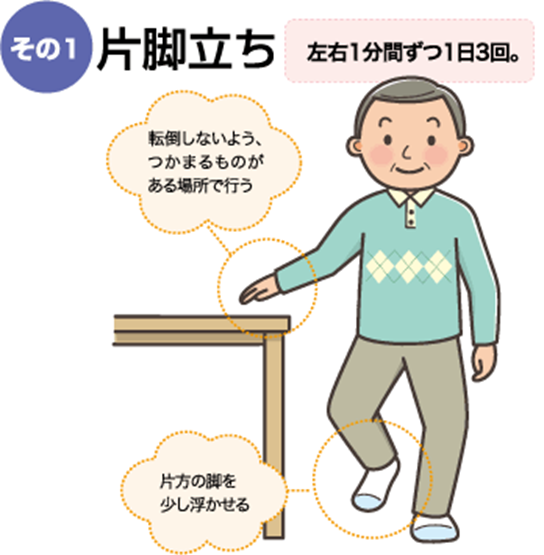 その1
片脚立ち
左右1分間ずつ1日3回。
転倒しないよう、
つかまるものが
ある場所で行う
片方の脚を
少し浮かせる